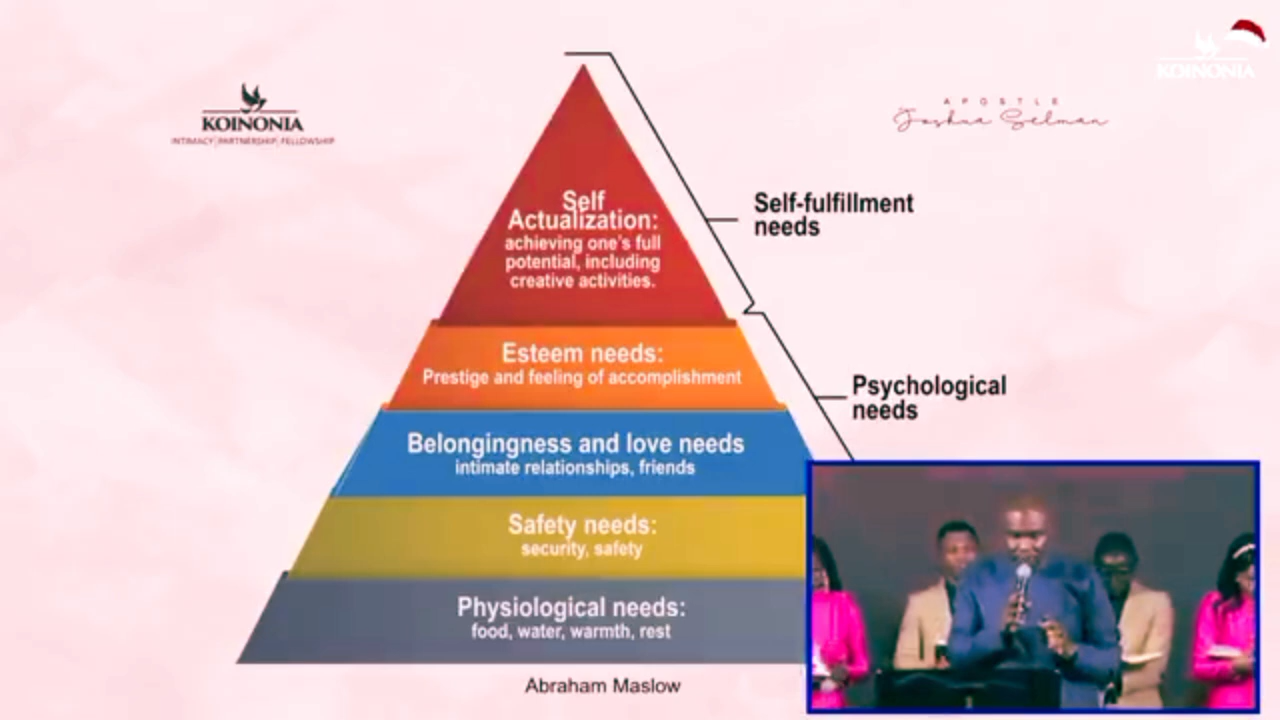 KOINONIA
KOINONIA
INTIMACY|PARTNERSHIP|FELLOWSHIP
APOSTLE
Joshua Selman
Self
Actualization:
achieving one's full
potential, including
creative activities.
Self-fulfillment
needs
Esteem needs:
Prestige and feeling of accomplishment
Psychological
needs
Belongingness and love needs
intimate relationships, friends
Safety needs:
security, safety
Physiological needs:
food, water, warmth, rest
Abraham Maslow